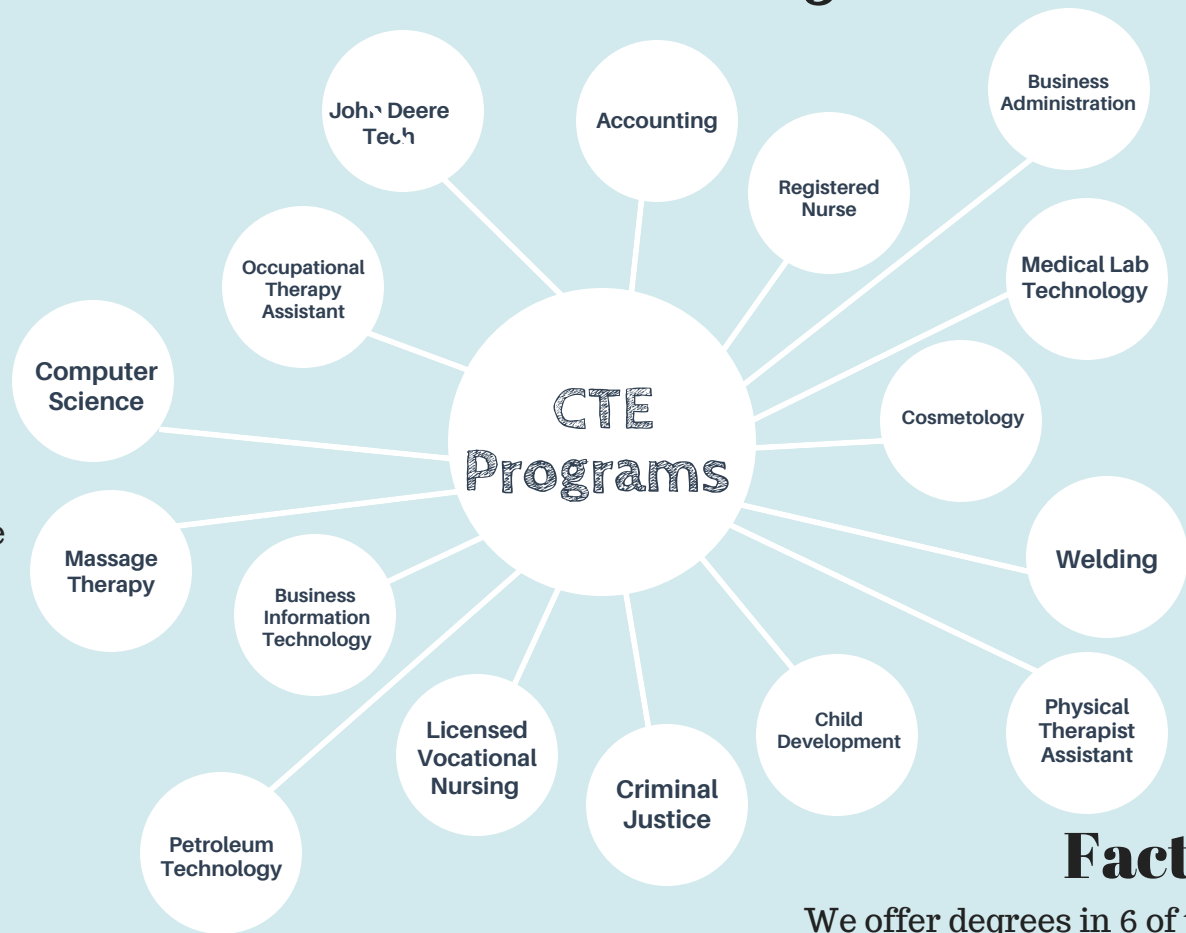 John Deere
Tech
Accounting
Business
Administration
Registered
Nurse
Occupational
Therapy
Assistant
Medical Lab
Technology
Computer
Science
CTE
Programs
Cosmetology
Massage
Therapy
Business
Information
Technology
Welding
Licensed
Vocational
Nursing
Criminal
Justice
Child
Development
Physical
Therapist
Assistant
Petroleum
Technology
Fact
We offer degrees in 6 of